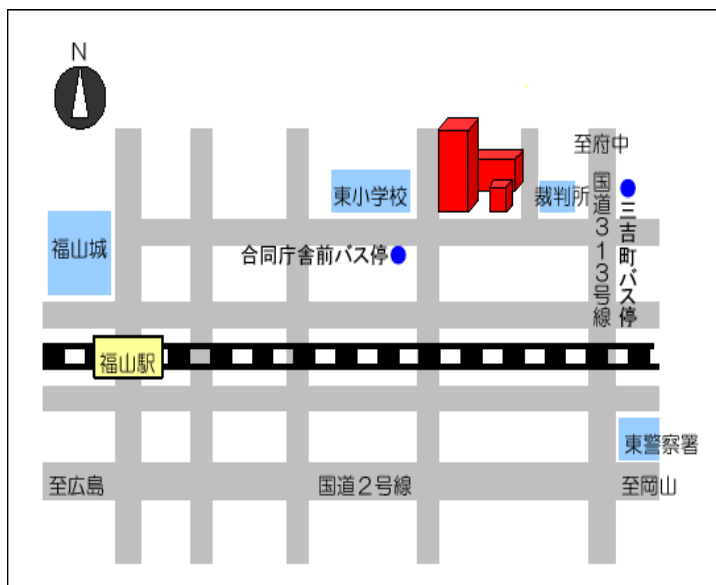 N
至府中
東小学校
裁判所
国道313号線
三吉町バス停
福山城
合同庁舎前バス停
福山駅
東警察署
至広島
国道2号線
至岡山